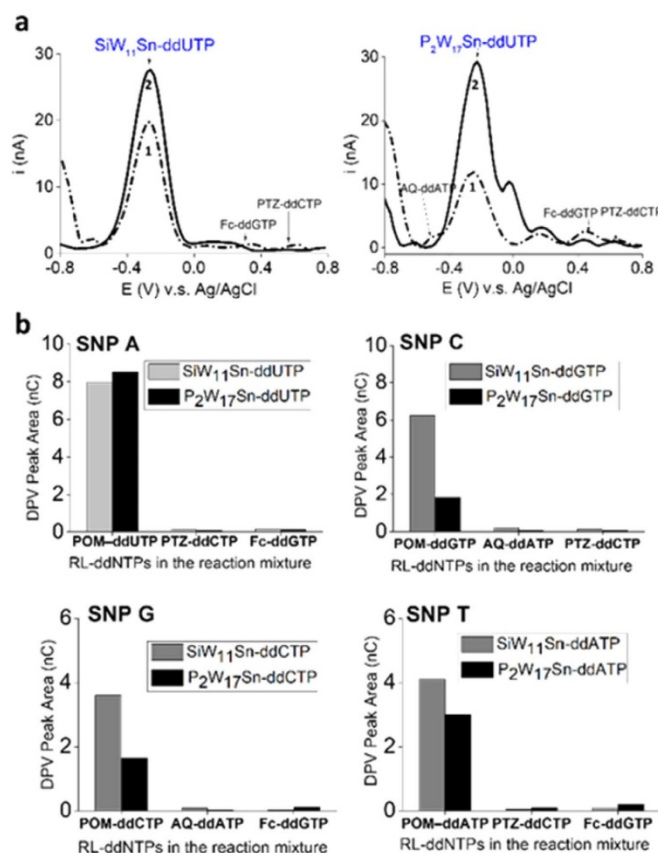 a
SiW₁₁Sn-ddUTP
P₂W₁₇Sn-ddUTP
30
20
10
0
i (nA)
2
1
PTZ-ddCTP
Fc-ddGTP
-0.8 -0.4 0.0 0.4 0.8
E (V) v.s. Ag/AgCl
30
20
10
0
i (nA)
2
1
AQ-ddATP
Fc-ddGTP PTZ-ddCTP
-0.8 -0.4 0.0 0.4 0.8
E (V) v.s. Ag/AgCl
b
SNP A
SiW₁₁Sn-ddUTP
P₂W₁₇Sn-ddUTP
10
8
6
4
2
0
DPV Peak Area (nC)
POM–ddUTP PTZ-ddCTP Fc-ddGTP
RL-ddNTPs in the reaction mixture
SNP C
SiW₁₁Sn-ddGTP
P₂W₁₇Sn-ddGTP
10
8
6
4
2
0
DPV Peak Area (nC)
POM-ddGTP AQ-ddATP PTZ-ddCTP
RL-ddNTPs in the reaction mixture
SNP G
SiW₁₁Sn-ddCTP
P₂W₁₇Sn-ddCTP
6
4
2
0
DPV Peak Area (nC)
POM-ddCTP AQ-ddATP Fc-ddGTP
RL-ddNTPs in the reaction mixture
SNP T
SiW₁₁Sn-ddATP
P₂W₁₇Sn-ddATP
6
4
2
0
DPV Peak Area (nC)
POM–ddATP PTZ-ddCTP Fc-ddGTP
RL-ddNTPs in the reaction mixture